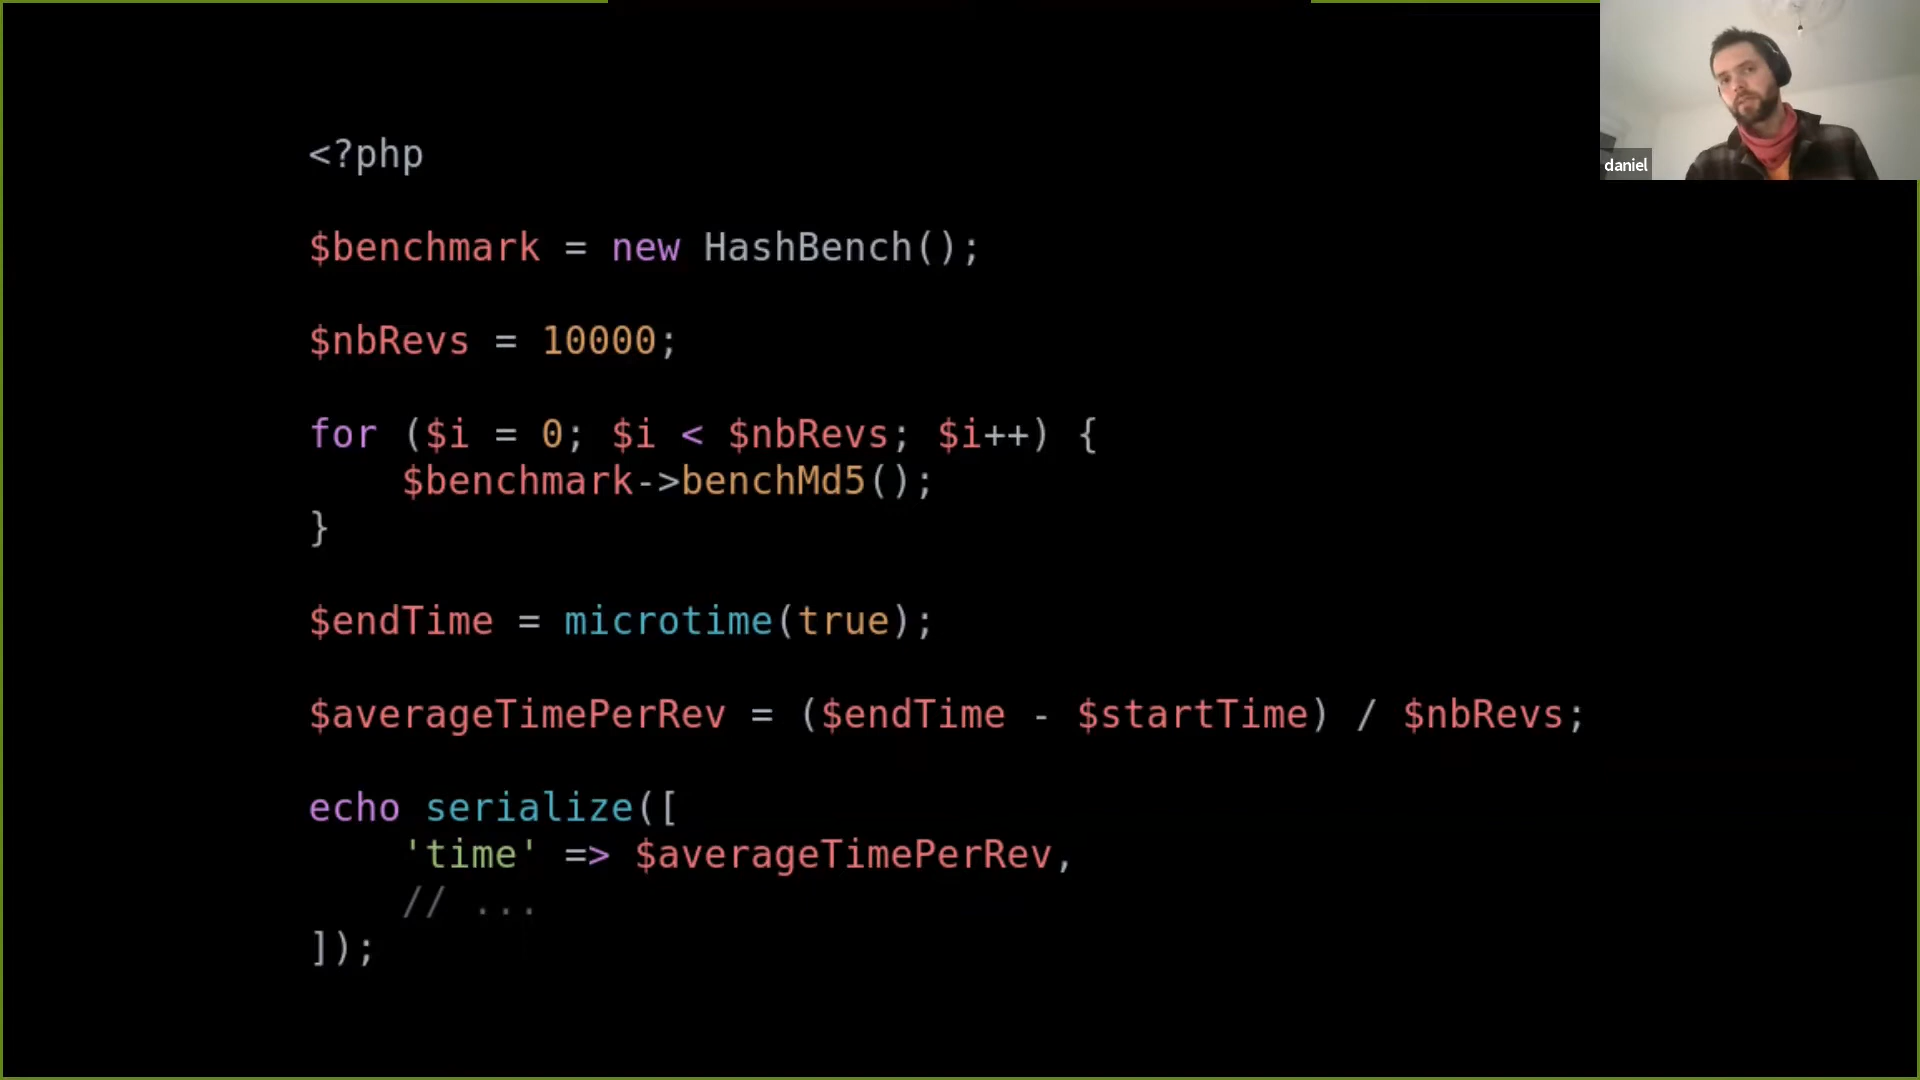 <?php
$benchmark = new HashBench();
$nbRevs = 10000;
for ($i = 0; $i < $nbRevs; $i++) {
    $benchmark->benchMd5();
}
$endTime = microtime(true);
$averageTimePerRev = ($endTime - $startTime) / $nbRevs;
echo serialize([
    'time' => $averageTimePerRev,
    // ...
]);
daniel